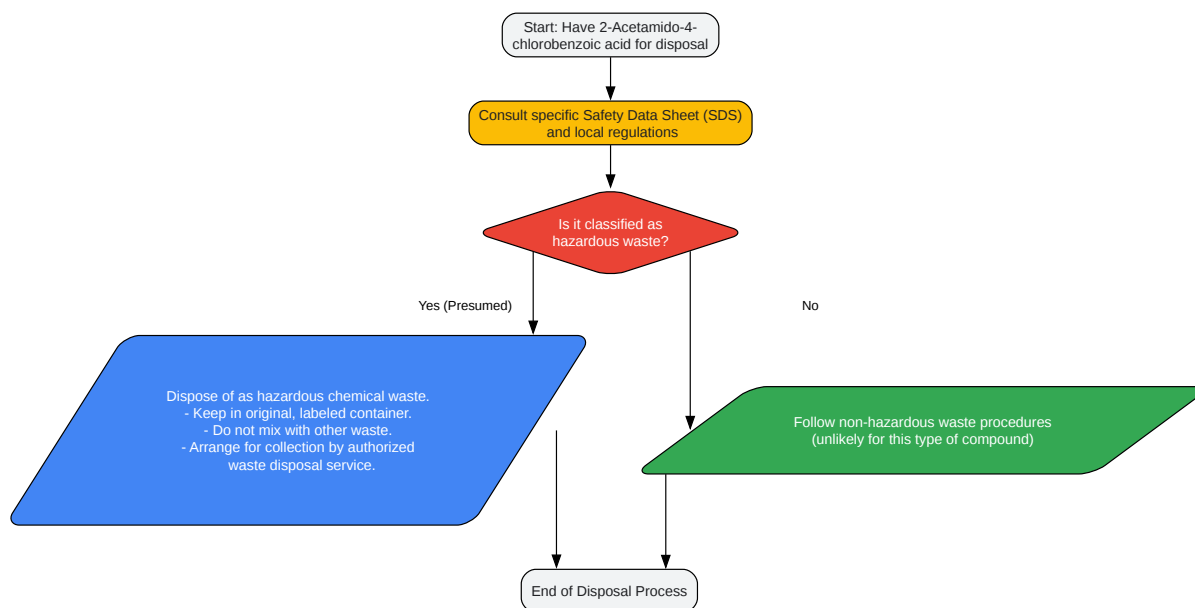 Start: Have 2-Acetamido-4-
chlorobenzoic acid for disposal
Consult specific Safety Data Sheet (SDS)
and local regulations
Is it classified as
hazardous waste?
Yes (Presumed)
No
Dispose of as hazardous chemical waste.
- Keep in original, labeled container.
- Do not mix with other waste.
- Arrange for collection by authorized
waste disposal service.
Follow non-hazardous waste procedures
(unlikely for this type of compound)
End of Disposal Process